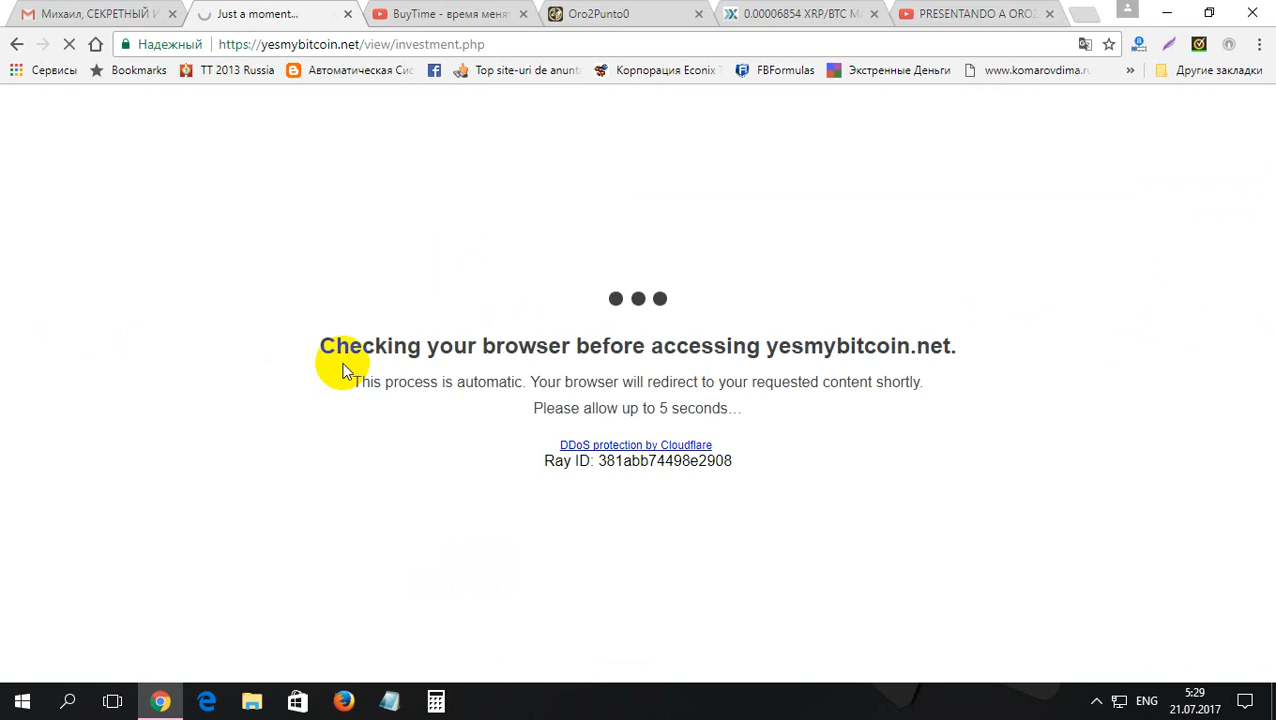 Михаил, СЕКРЕТНЫЙ И
Just a moment...
BuyTime - время менят
Oro2Punto0
0.00006854 XRP/BTC M
PRESENTANDO A ORO2
Надежный
https://yesmybitcoin.net/view/investment.php
Сервисы
Bookmarks
TT 2013 Russia
Автоматическая Сис
Top site-uri de anunt
Корпорация Econix
FBFormulas
Экстренные Деньги
www.komarovdima.r
Другие закладки
Checking your browser before accessing yesmybitcoin.net.
This process is automatic. Your browser will redirect to your requested content shortly.
Please allow up to 5 seconds…
DDoS protection by Cloudflare
Ray ID: 381abb74498e2908
ENG
5:29
21.07.2017